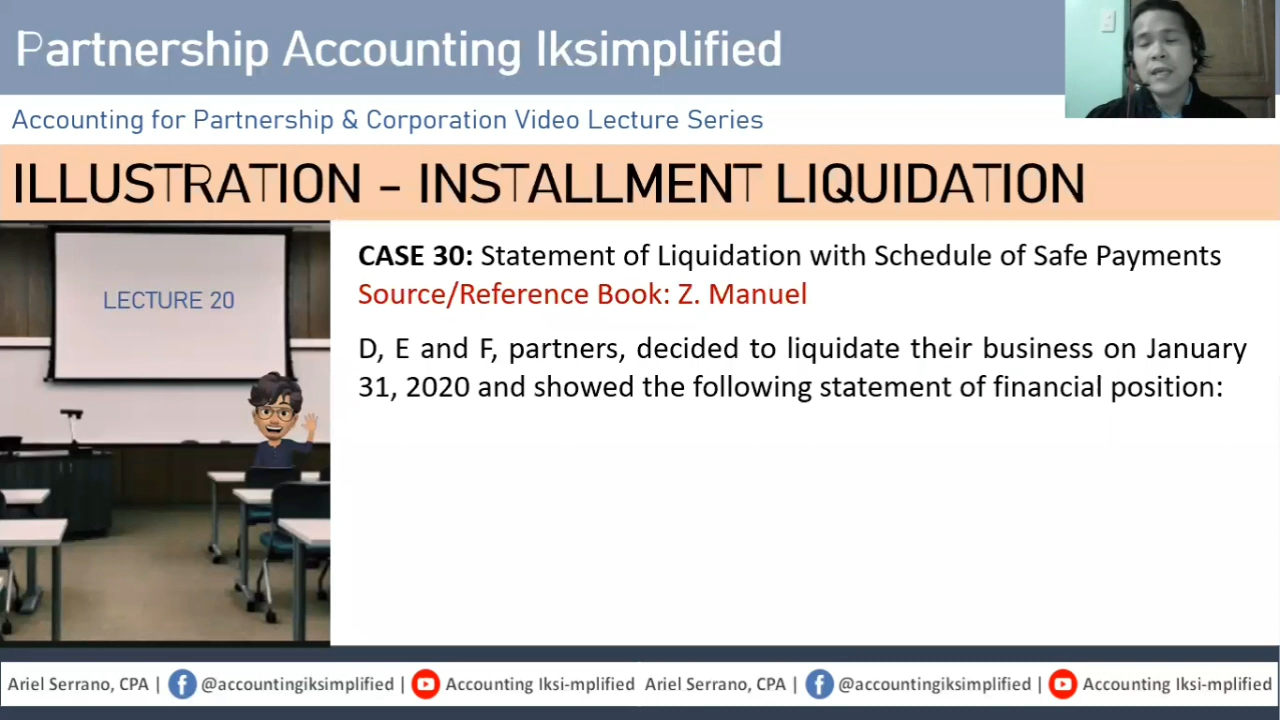 Partnership Accounting Iksimplified
Accounting for Partnership & Corporation Video Lecture Series
ILLUSTRATION – INSTALLMENT LIQUIDATION
LECTURE 20
CASE 30: Statement of Liquidation with Schedule of Safe Payments
Source/Reference Book: Z. Manuel
D, E and F, partners, decided to liquidate their business on January
31, 2020 and showed the following statement of financial position:
Ariel Serrano, CPA | @accountingiksimplified | Accounting Iksi-mplified Ariel Serrano, CPA | @accountingiksimplified | Accounting Iksi-mplified